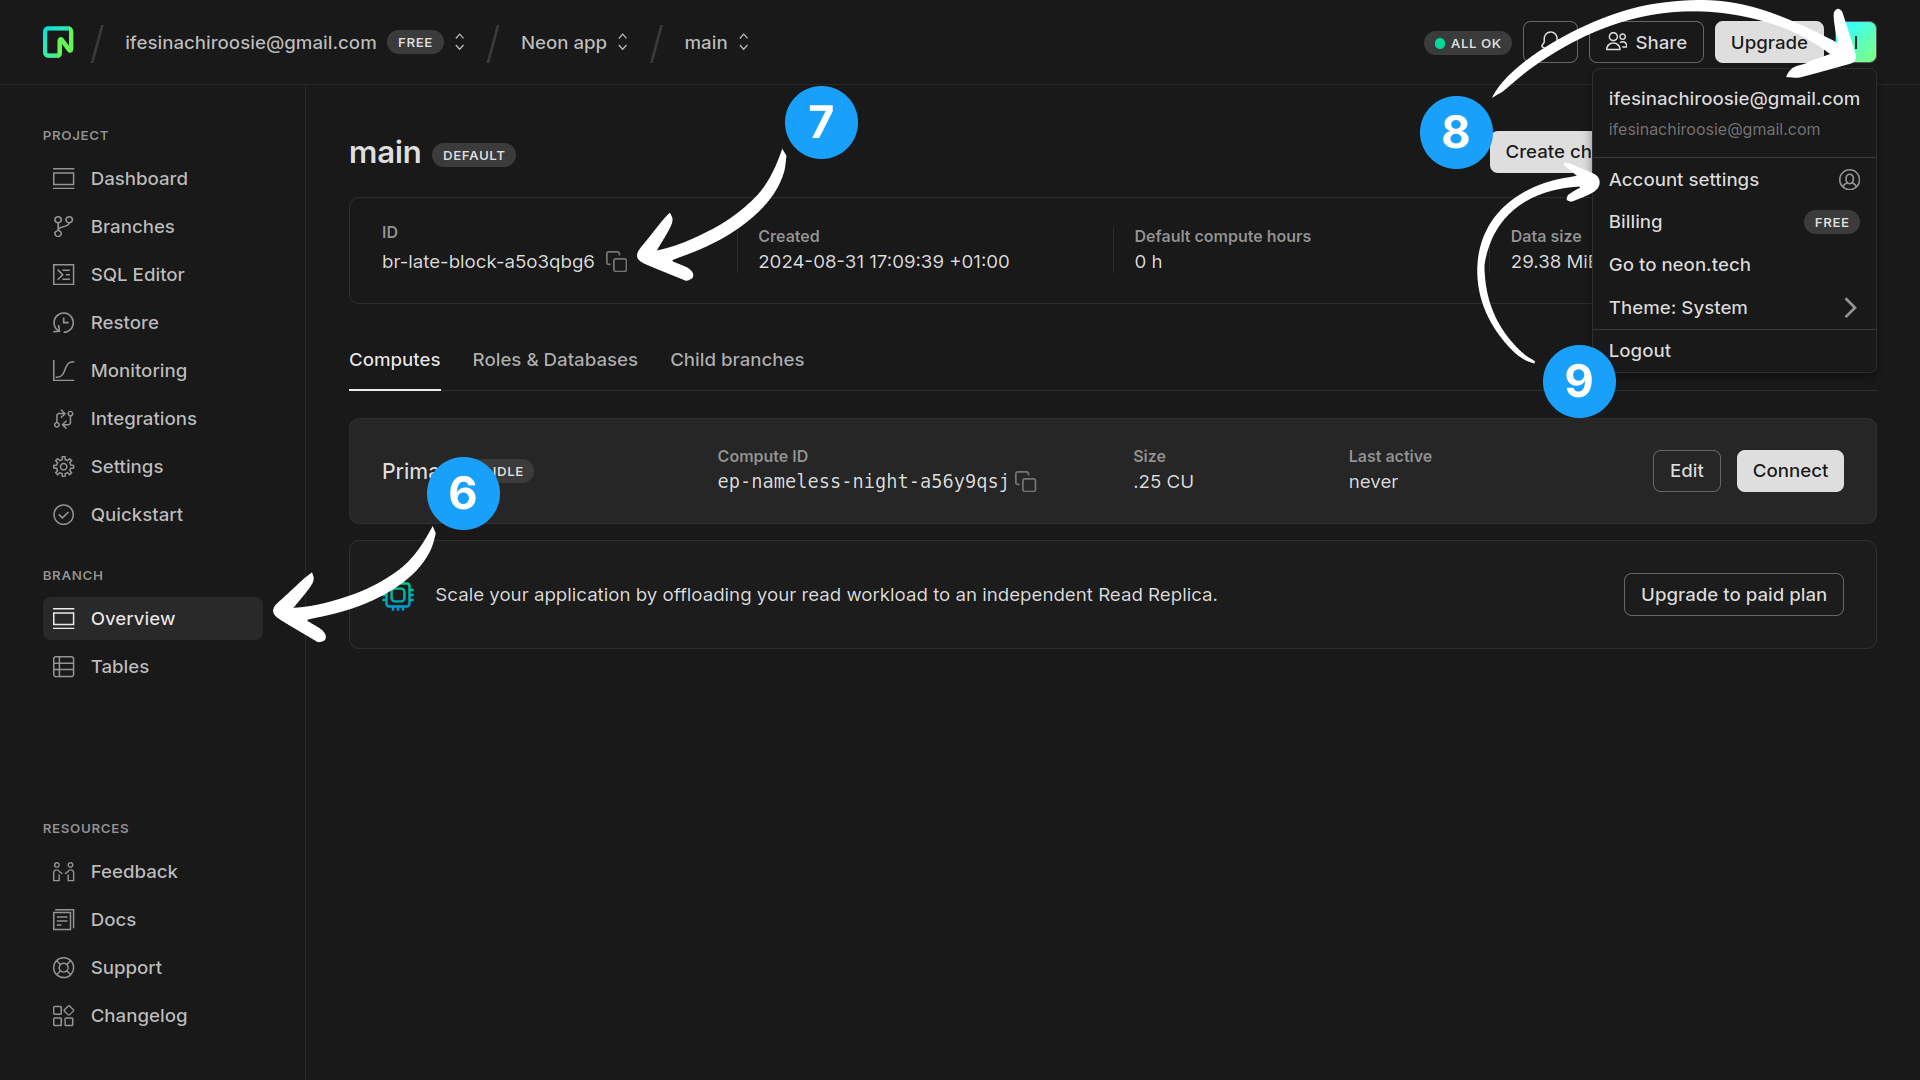 ifesinachiroosie@gmail.com FREE Neon app main ALL OK Share Upgrade
PROJECT
Dashboard
Branches
SQL Editor
Restore
Monitoring
Integrations
Settings
Quickstart
BRANCH
Overview
Tables
RESOURCES
Feedback
Docs
Support
Changelog
main DEFAULT
7
8
Create ch
ID
br-late-block-a5o3qbg6
Created
2024-08-31 17:09:39 +01:00
Default compute hours
0 h
Data size
29.38 MiB
ifesinachiroosie@gmail.com
ifesinachiroosie@gmail.com
Account settings
Billing FREE
Go to neon.tech
Theme: System
Logout
9
Computes Roles & Databases Child branches
6
Compute ID
ep-nameless-night-a56y9qsj
Size
.25 CU
Last active
never
Edit
Connect
Scale your application by offloading your read workload to an independent Read Replica.
Upgrade to paid plan